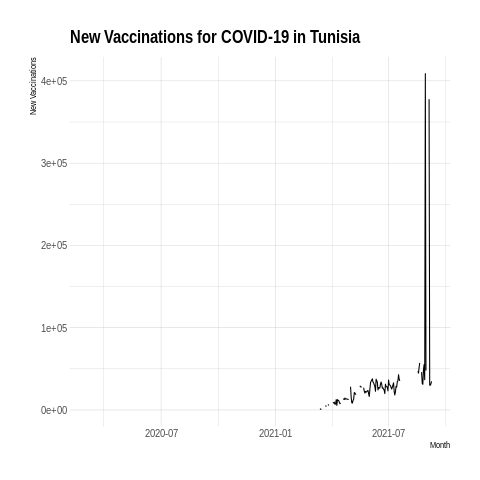 New Vaccinations for COVID-19 in Tunisia
New Vaccinations
4e+05
3e+05
2e+05
1e+05
0e+00
2020-07 2021-01 2021-07
Month